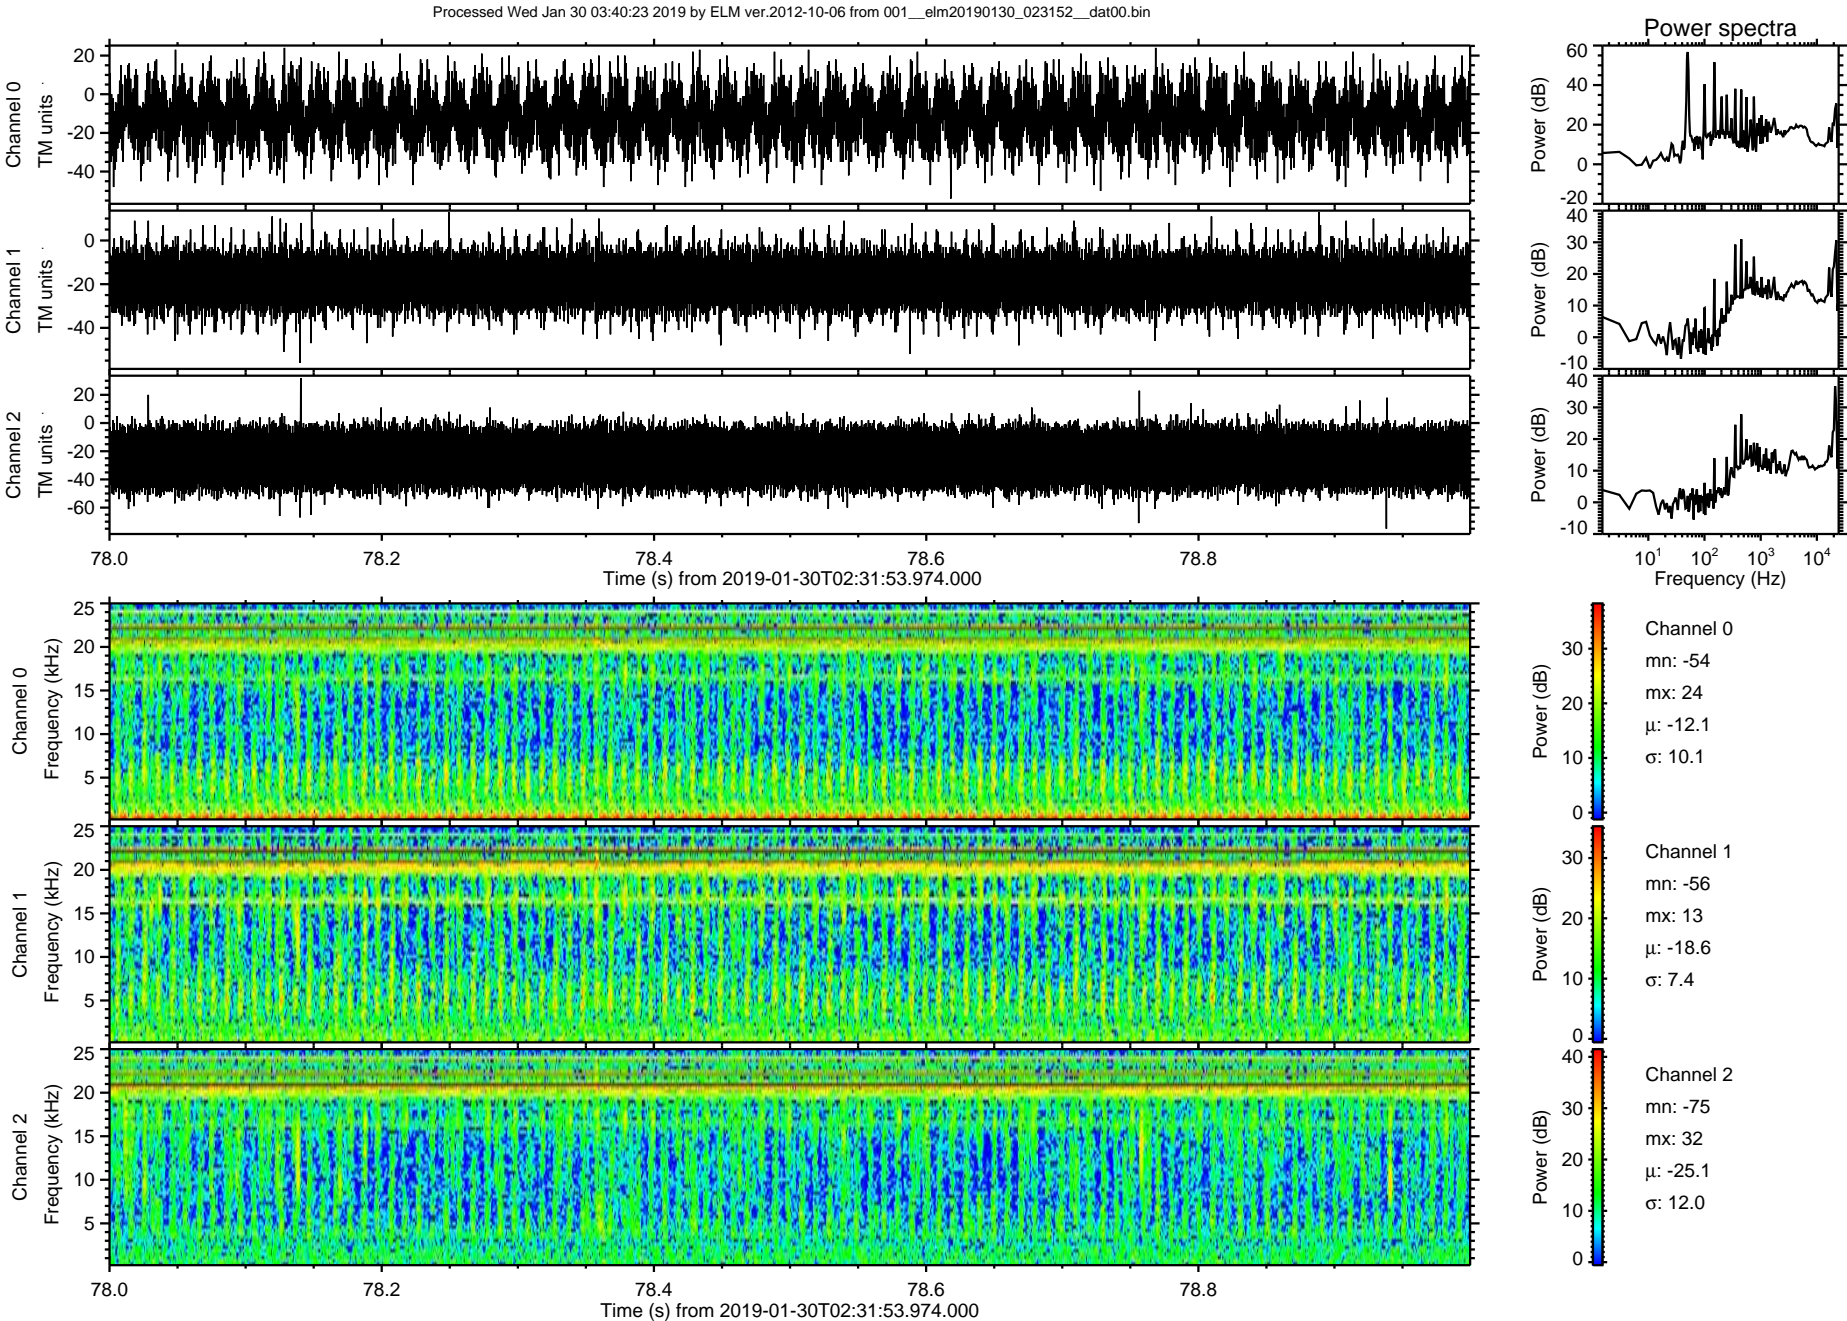 Processed Wed Jan 30 03:40:23 2019 by ELM ver.2012-10-06 from 001__elm20190130_023152__dat00.bin
Power spectra
Channel 0
TM units
20
0
-20
-40
Power (dB)
60
40
20
0
-20
Channel 1
TM units
0
-20
-40
Power (dB)
40
30
20
10
0
-10
Channel 2
TM units
20
0
-20
-40
-60
Power (dB)
40
30
20
10
0
-10
78.0 78.2 78.4 78.6 78.8
Time (s) from 2019-01-30T02:31:53.974.000
10^1 10^2 10^3 10^4
Frequency (Hz)
Channel 0
Frequency (kHz)
25
20
15
10
5
Power (dB)
30
20
10
0
Channel 0
mn: -54
mx: 24
μ: -12.1
σ: 10.1
Channel 1
Frequency (kHz)
25
20
15
10
5
Power (dB)
30
20
10
0
Channel 1
mn: -56
mx: 13
μ: -18.6
σ: 7.4
Channel 2
Frequency (kHz)
25
20
15
10
5
Power (dB)
40
30
20
10
0
Channel 2
mn: -75
mx: 32
μ: -25.1
σ: 12.0
78.0 78.2 78.4 78.6 78.8
Time (s) from 2019-01-30T02:31:53.974.000